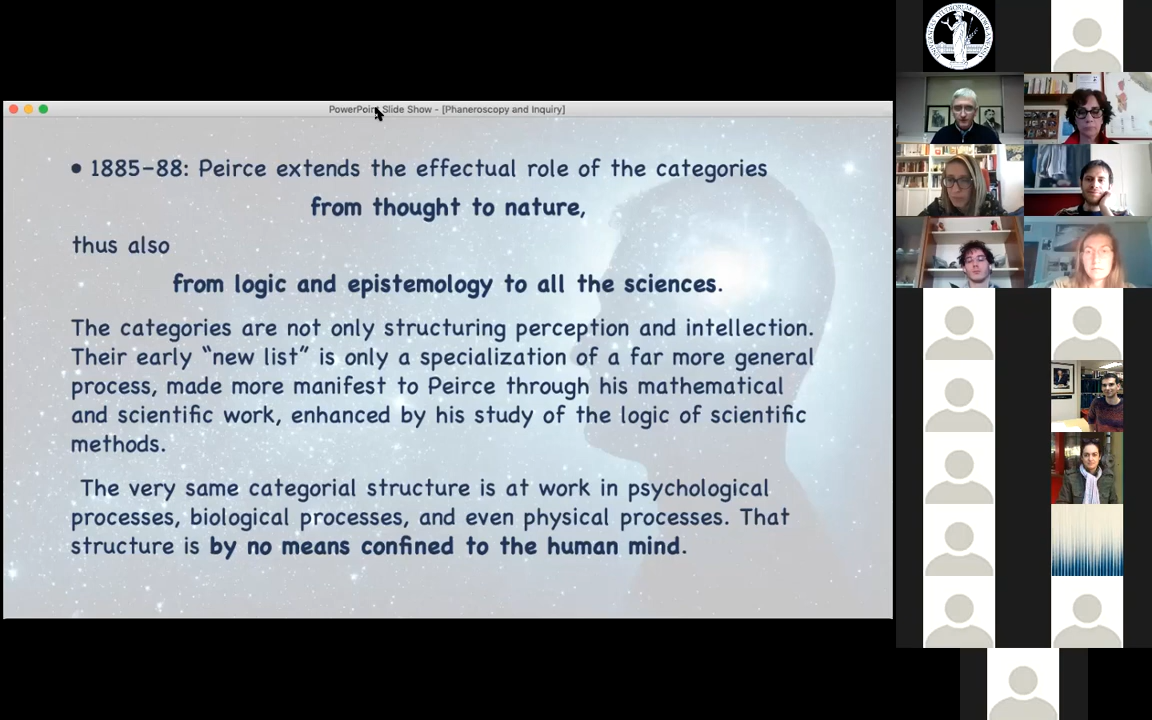 PowerPoint Slide Show - [Phaneroscopy and Inquiry]
• 1885–88: Peirce extends the effectual role of the categories
from thought to nature,
thus also
from logic and epistemology to all the sciences.
The categories are not only structuring perception and intellection.
Their early “new list” is only a specialization of a far more general
process, made more manifest to Peirce through his mathematical
and scientific work, enhanced by his study of the logic of scientific
methods.
The very same categorial structure is at work in psychological
processes, biological processes, and even physical processes. That
structure is by no means confined to the human mind.
UNIVERSITAS STUDIORUM MEDIOLANENSIS